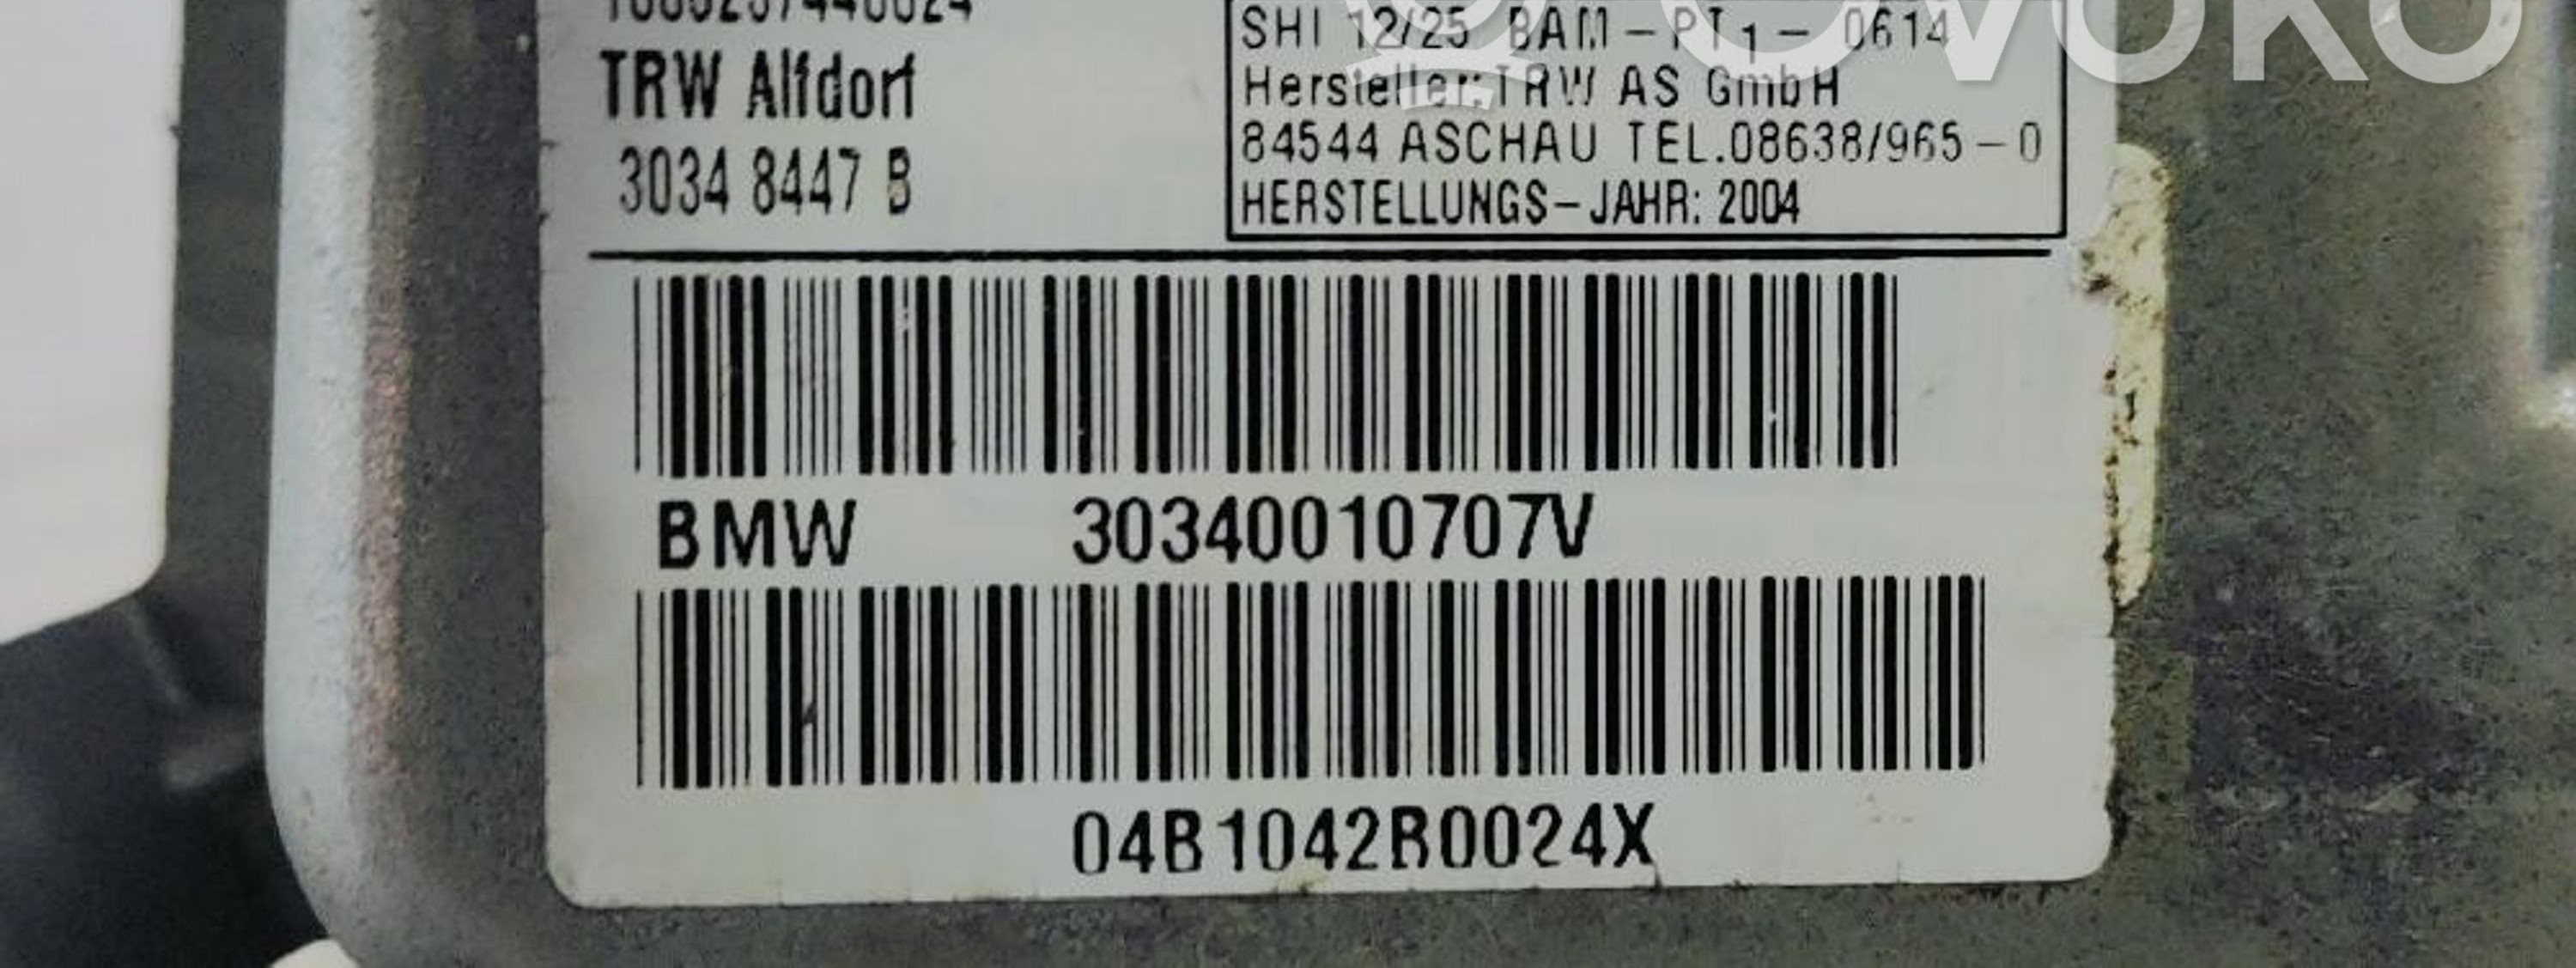 TRW Alfdorf
3034 8447 B
SHI 12/25 BAM-PT1-0614
Hersteller:TRW AS GmbH
84544 ASCHAU TEL.08638/965-0
HERSTELLUNGS-JAHR: 2004
BMW 30340010707V
04B1042B0024X
OVOKO